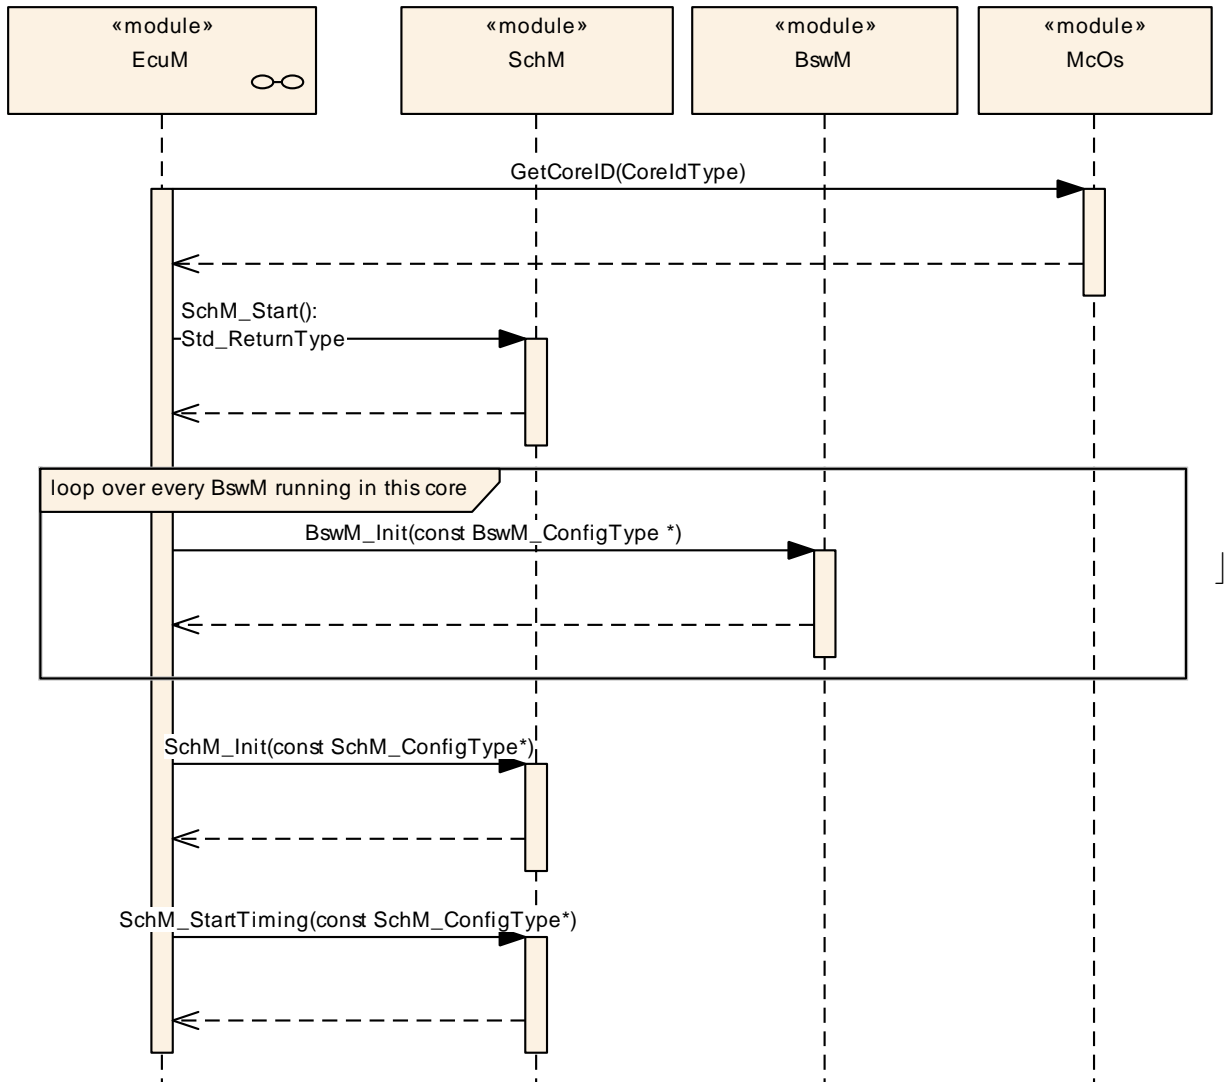 «module»
EcuM
«module»
SchM
«module»
BswM
«module»
McOs
GetCoreID(CoreIdType)
SchM_Start():
Std_ReturnType
loop over every BswM running in this core
BswM_Init(const BswM_ConfigType *)
⌋
SchM_Init(const SchM_ConfigType*)
SchM_StartTiming(const SchM_ConfigType*)